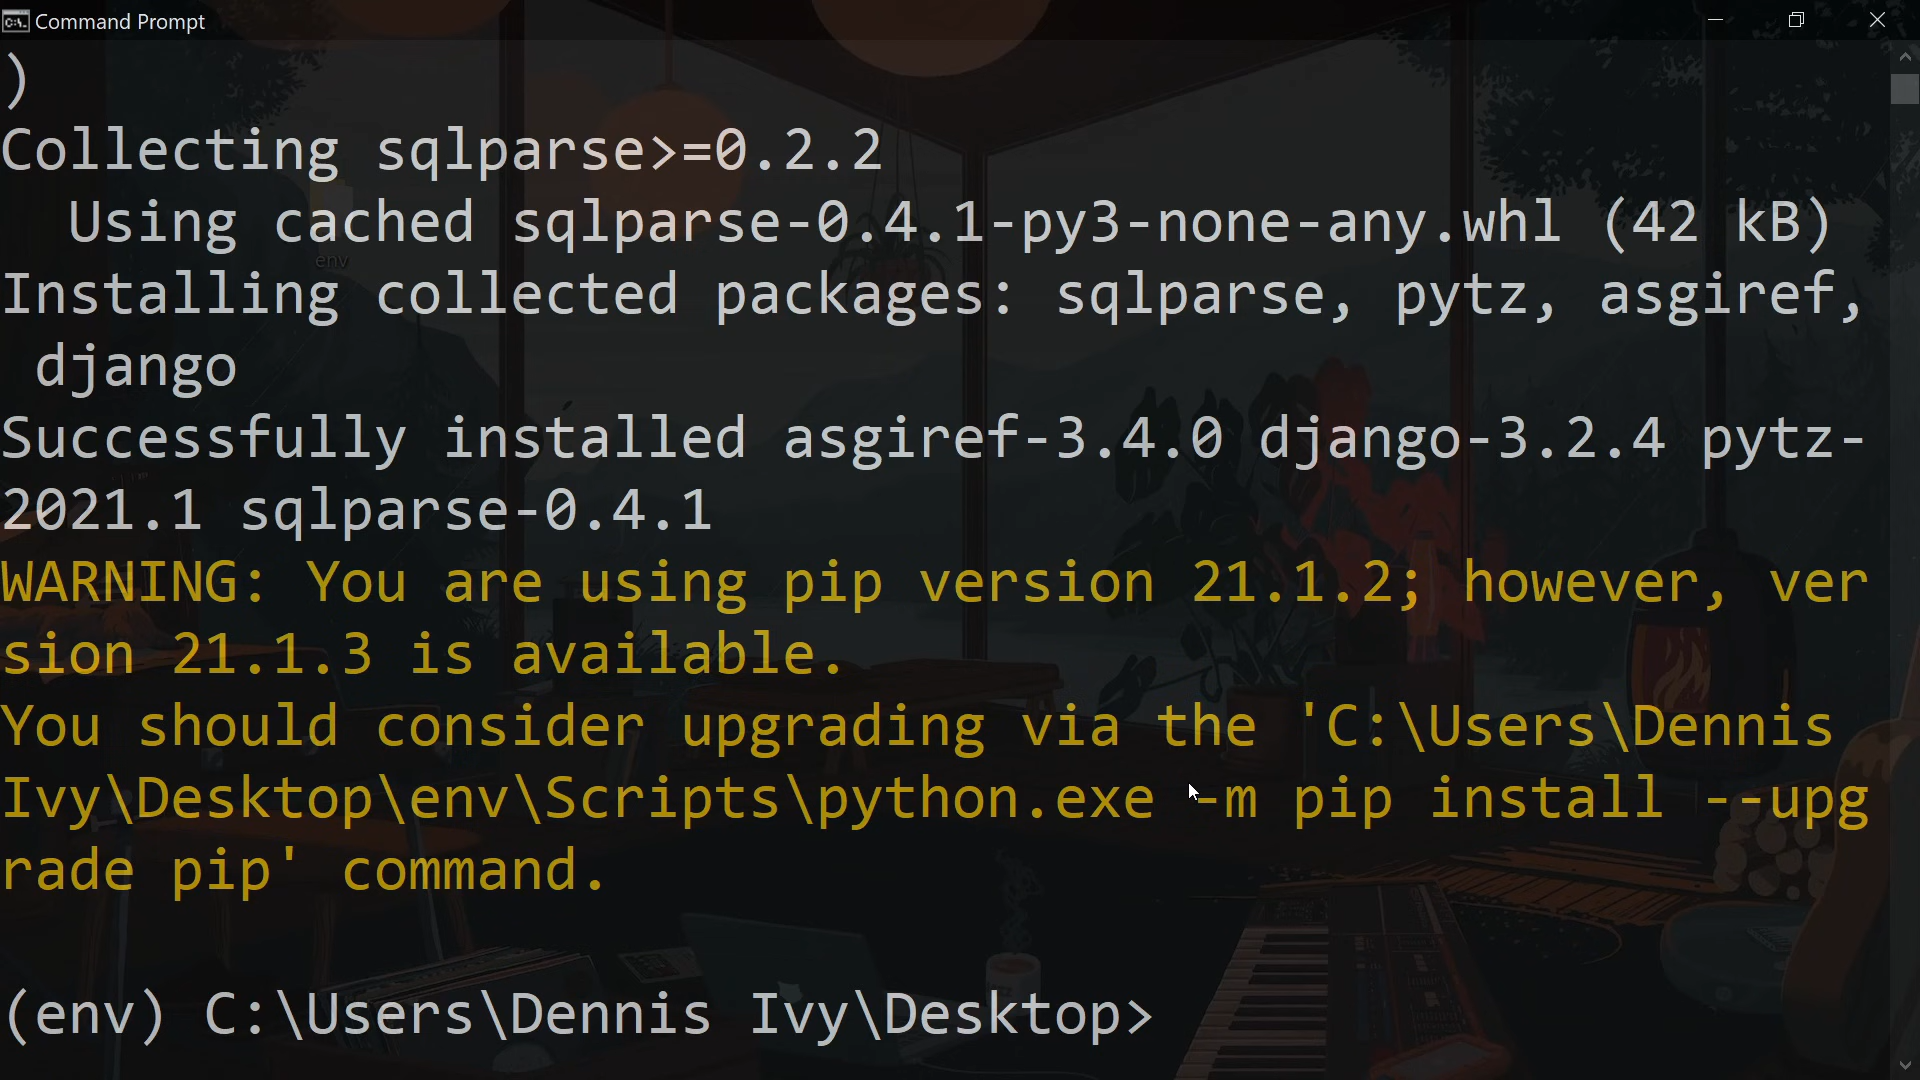 Command Prompt
)
Collecting sqlparse>=0.2.2
  Using cached sqlparse-0.4.1-py3-none-any.whl (42 kB)
env
Installing collected packages: sqlparse, pytz, asgiref,
 django
Successfully installed asgiref-3.4.0 django-3.2.4 pytz-
2021.1 sqlparse-0.4.1
WARNING: You are using pip version 21.1.2; however, ver
sion 21.1.3 is available.
You should consider upgrading via the 'C:\Users\Dennis
Ivy\Desktop\env\Scripts\python.exe -m pip install --upg
rade pip' command.
(env) C:\Users\Dennis Ivy\Desktop>